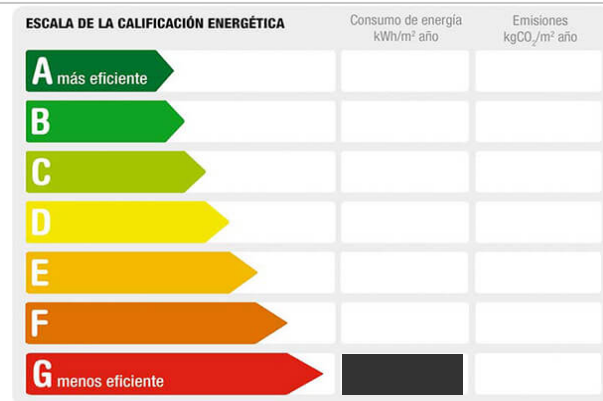 ESCALA DE LA CALIFICACIÓN ENERGÉTICA
Consumo de energía
kWh/m² año
Emisiones
kgCO₂/m² año
A más eficiente
B
C
D
E
F
G menos eficiente